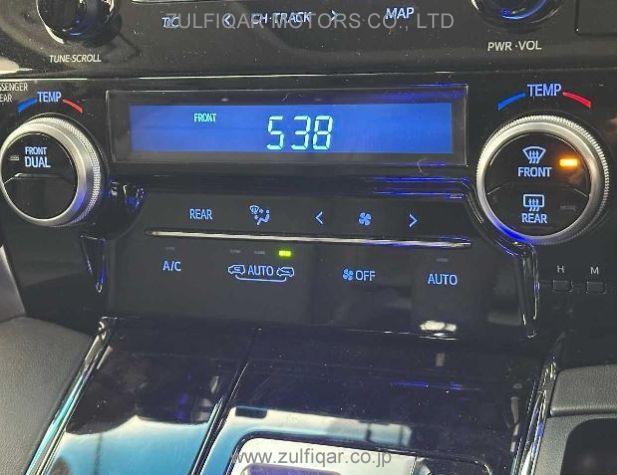 ZULFIQAR MOTORS CO., LTD
< CH·TRACK > MAP
TUNE·SCROLL
PWR·VOL
TEMP
TEMP
FRONT
538
FRONT
DUAL
FRONT
REAR
REAR < >
A/C AUTO OFF AUTO
H M
www.zulfiqar.co.jp